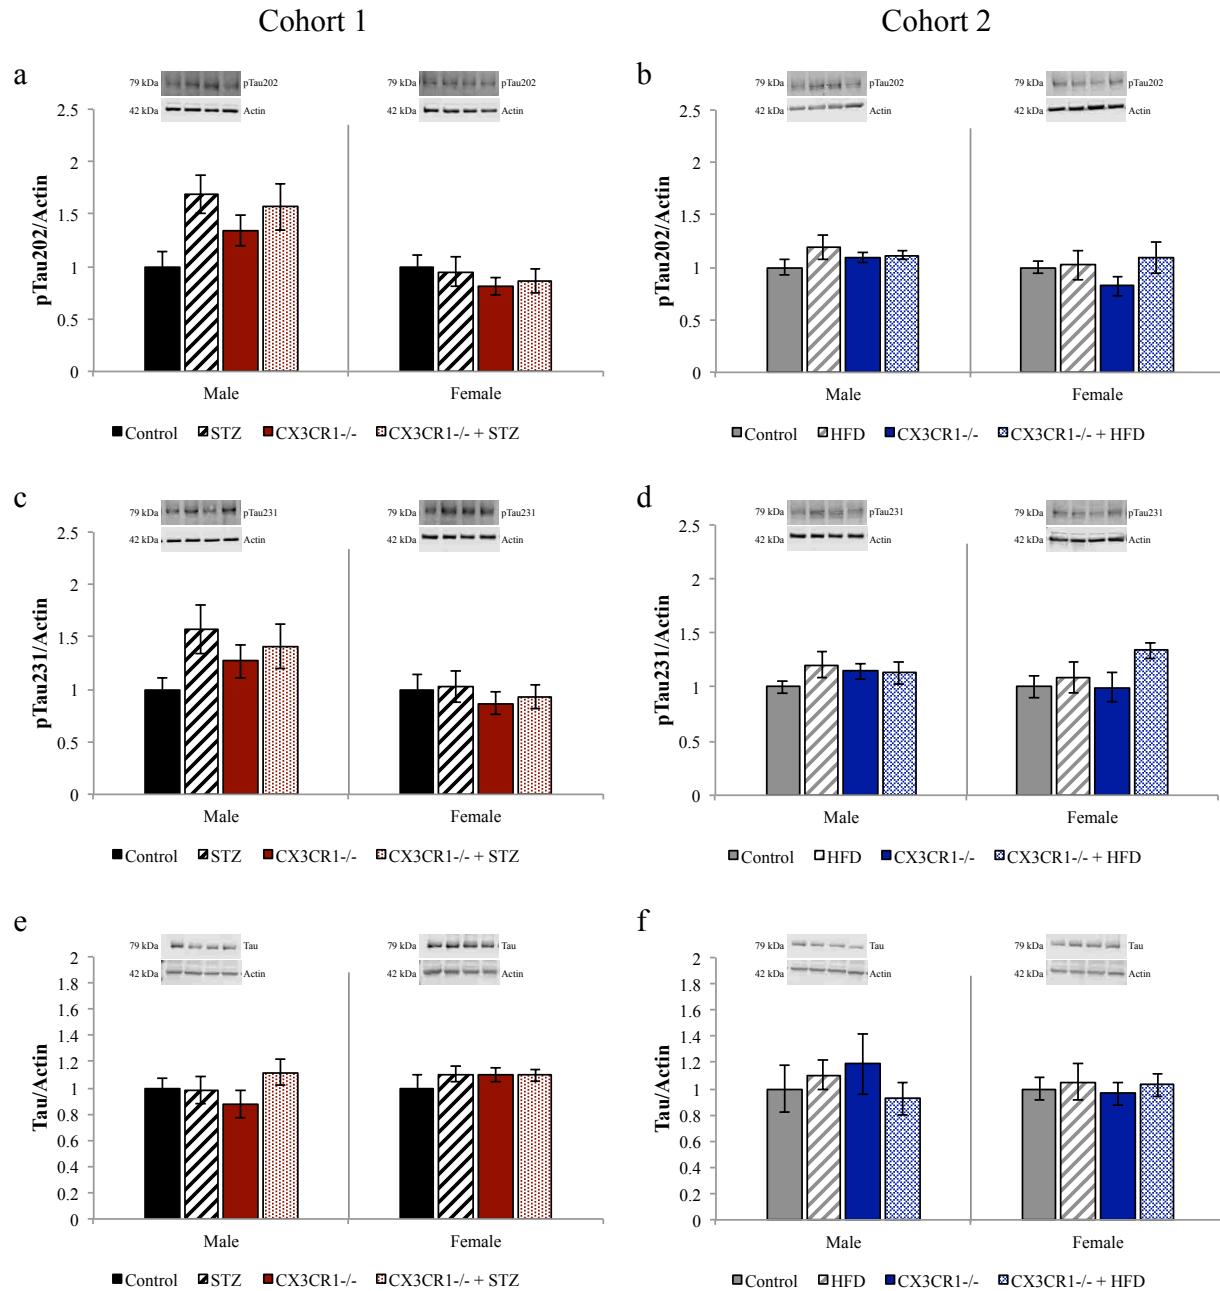 Cohort 1
Cohort 2
a
79 kDa
pTau202
42 kDa
Actin
79 kDa
pTau202
42 kDa
Actin
pTau202/Actin
2.5
2
1.5
1
0.5
0
Male
Female
Control
STZ
CX3CR1-/-
CX3CR1-/- + STZ
b
79 kDa
pTau202
42 kDa
Actin
79 kDa
pTau202
42 kDa
Actin
pTau202/Actin
2.5
2
1.5
1
0.5
0
Male
Female
Control
HFD
CX3CR1-/-
CX3CR1-/- + HFD
c
79 kDa
pTau231
42 kDa
Actin
79 kDa
pTau231
42 kDa
Actin
pTau231/Actin
2.5
2
1.5
1
0.5
0
Male
Female
Control
STZ
CX3CR1-/-
CX3CR1-/- + STZ
d
79 kDa
pTau231
42 kDa
Actin
79 kDa
pTau231
42 kDa
Actin
pTau231/Actin
2.5
2
1.5
1
0.5
0
Male
Female
Control
HFD
CX3CR1-/-
CX3CR1-/- + HFD
e
79 kDa
Tau
42 kDa
Actin
79 kDa
Tau
42 kDa
Actin
Tau/Actin
2
1.8
1.6
1.4
1.2
1
0.8
0.6
0.4
0.2
0
Male
Female
Control
STZ
CX3CR1-/-
CX3CR1-/- + STZ
f
79 kDa
Tau
42 kDa
Actin
79 kDa
Tau
42 kDa
Actin
Tau/Actin
2
1.8
1.6
1.4
1.2
1
0.8
0.6
0.4
0.2
0
Male
Female
Control
HFD
CX3CR1-/-
CX3CR1-/- + HFD